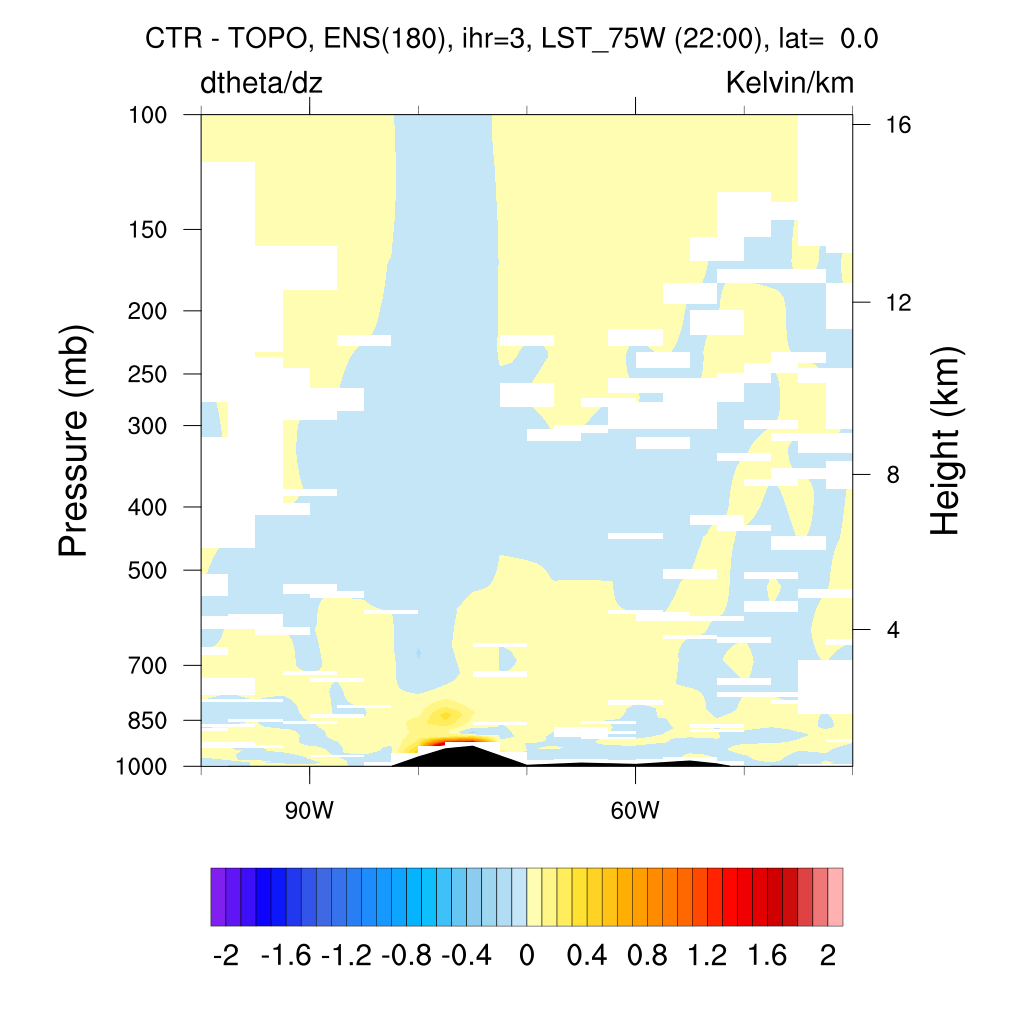 CTR - TOPO, ENS(180), ihr=3, LST_75W (22:00), lat=  0.0
dtheta/dz Kelvin/km
100
150
200
250
300
400
500
700
850
1000
Pressure (mb)
16
12
8
4
Height (km)
90W 60W
-2 -1.6 -1.2 -0.8 -0.4 0 0.4 0.8 1.2 1.6 2